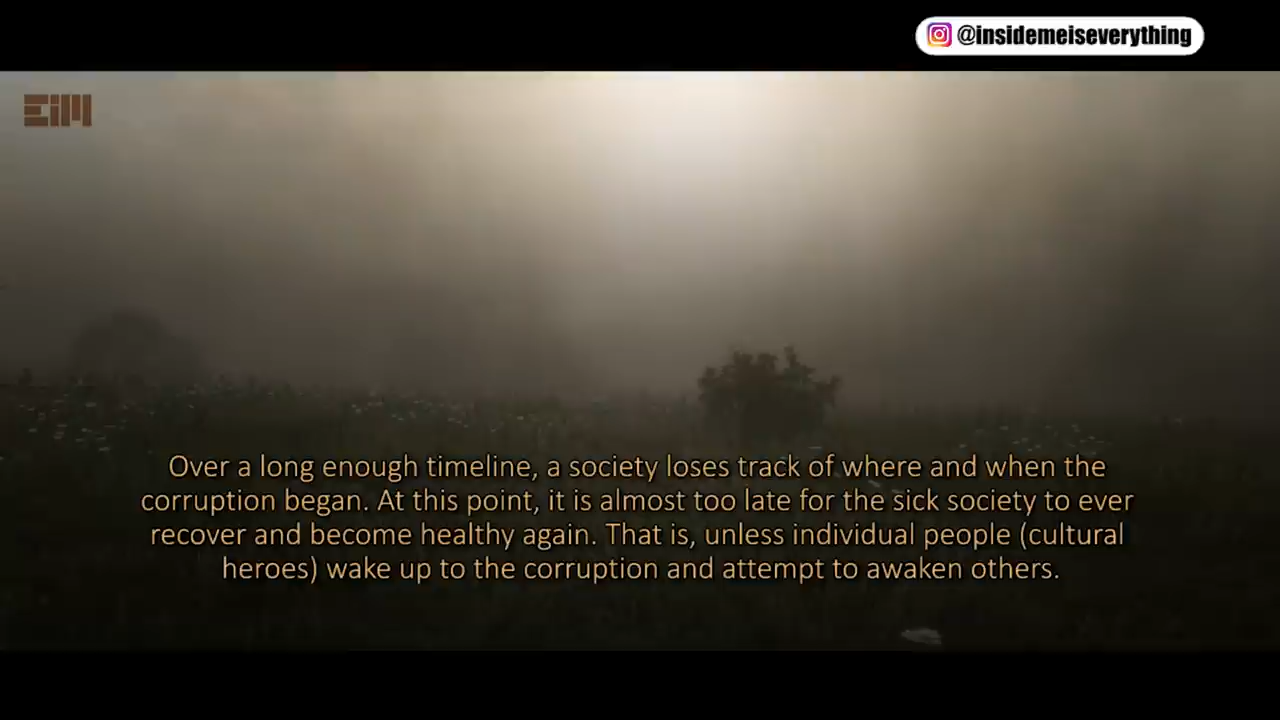 @insidemeiseverything
EiM
Over a long enough timeline, a society loses track of where and when the
corruption began. At this point, it is almost too late for the sick society to ever
recover and become healthy again. That is, unless individual people (cultural
heroes) wake up to the corruption and attempt to awaken others.